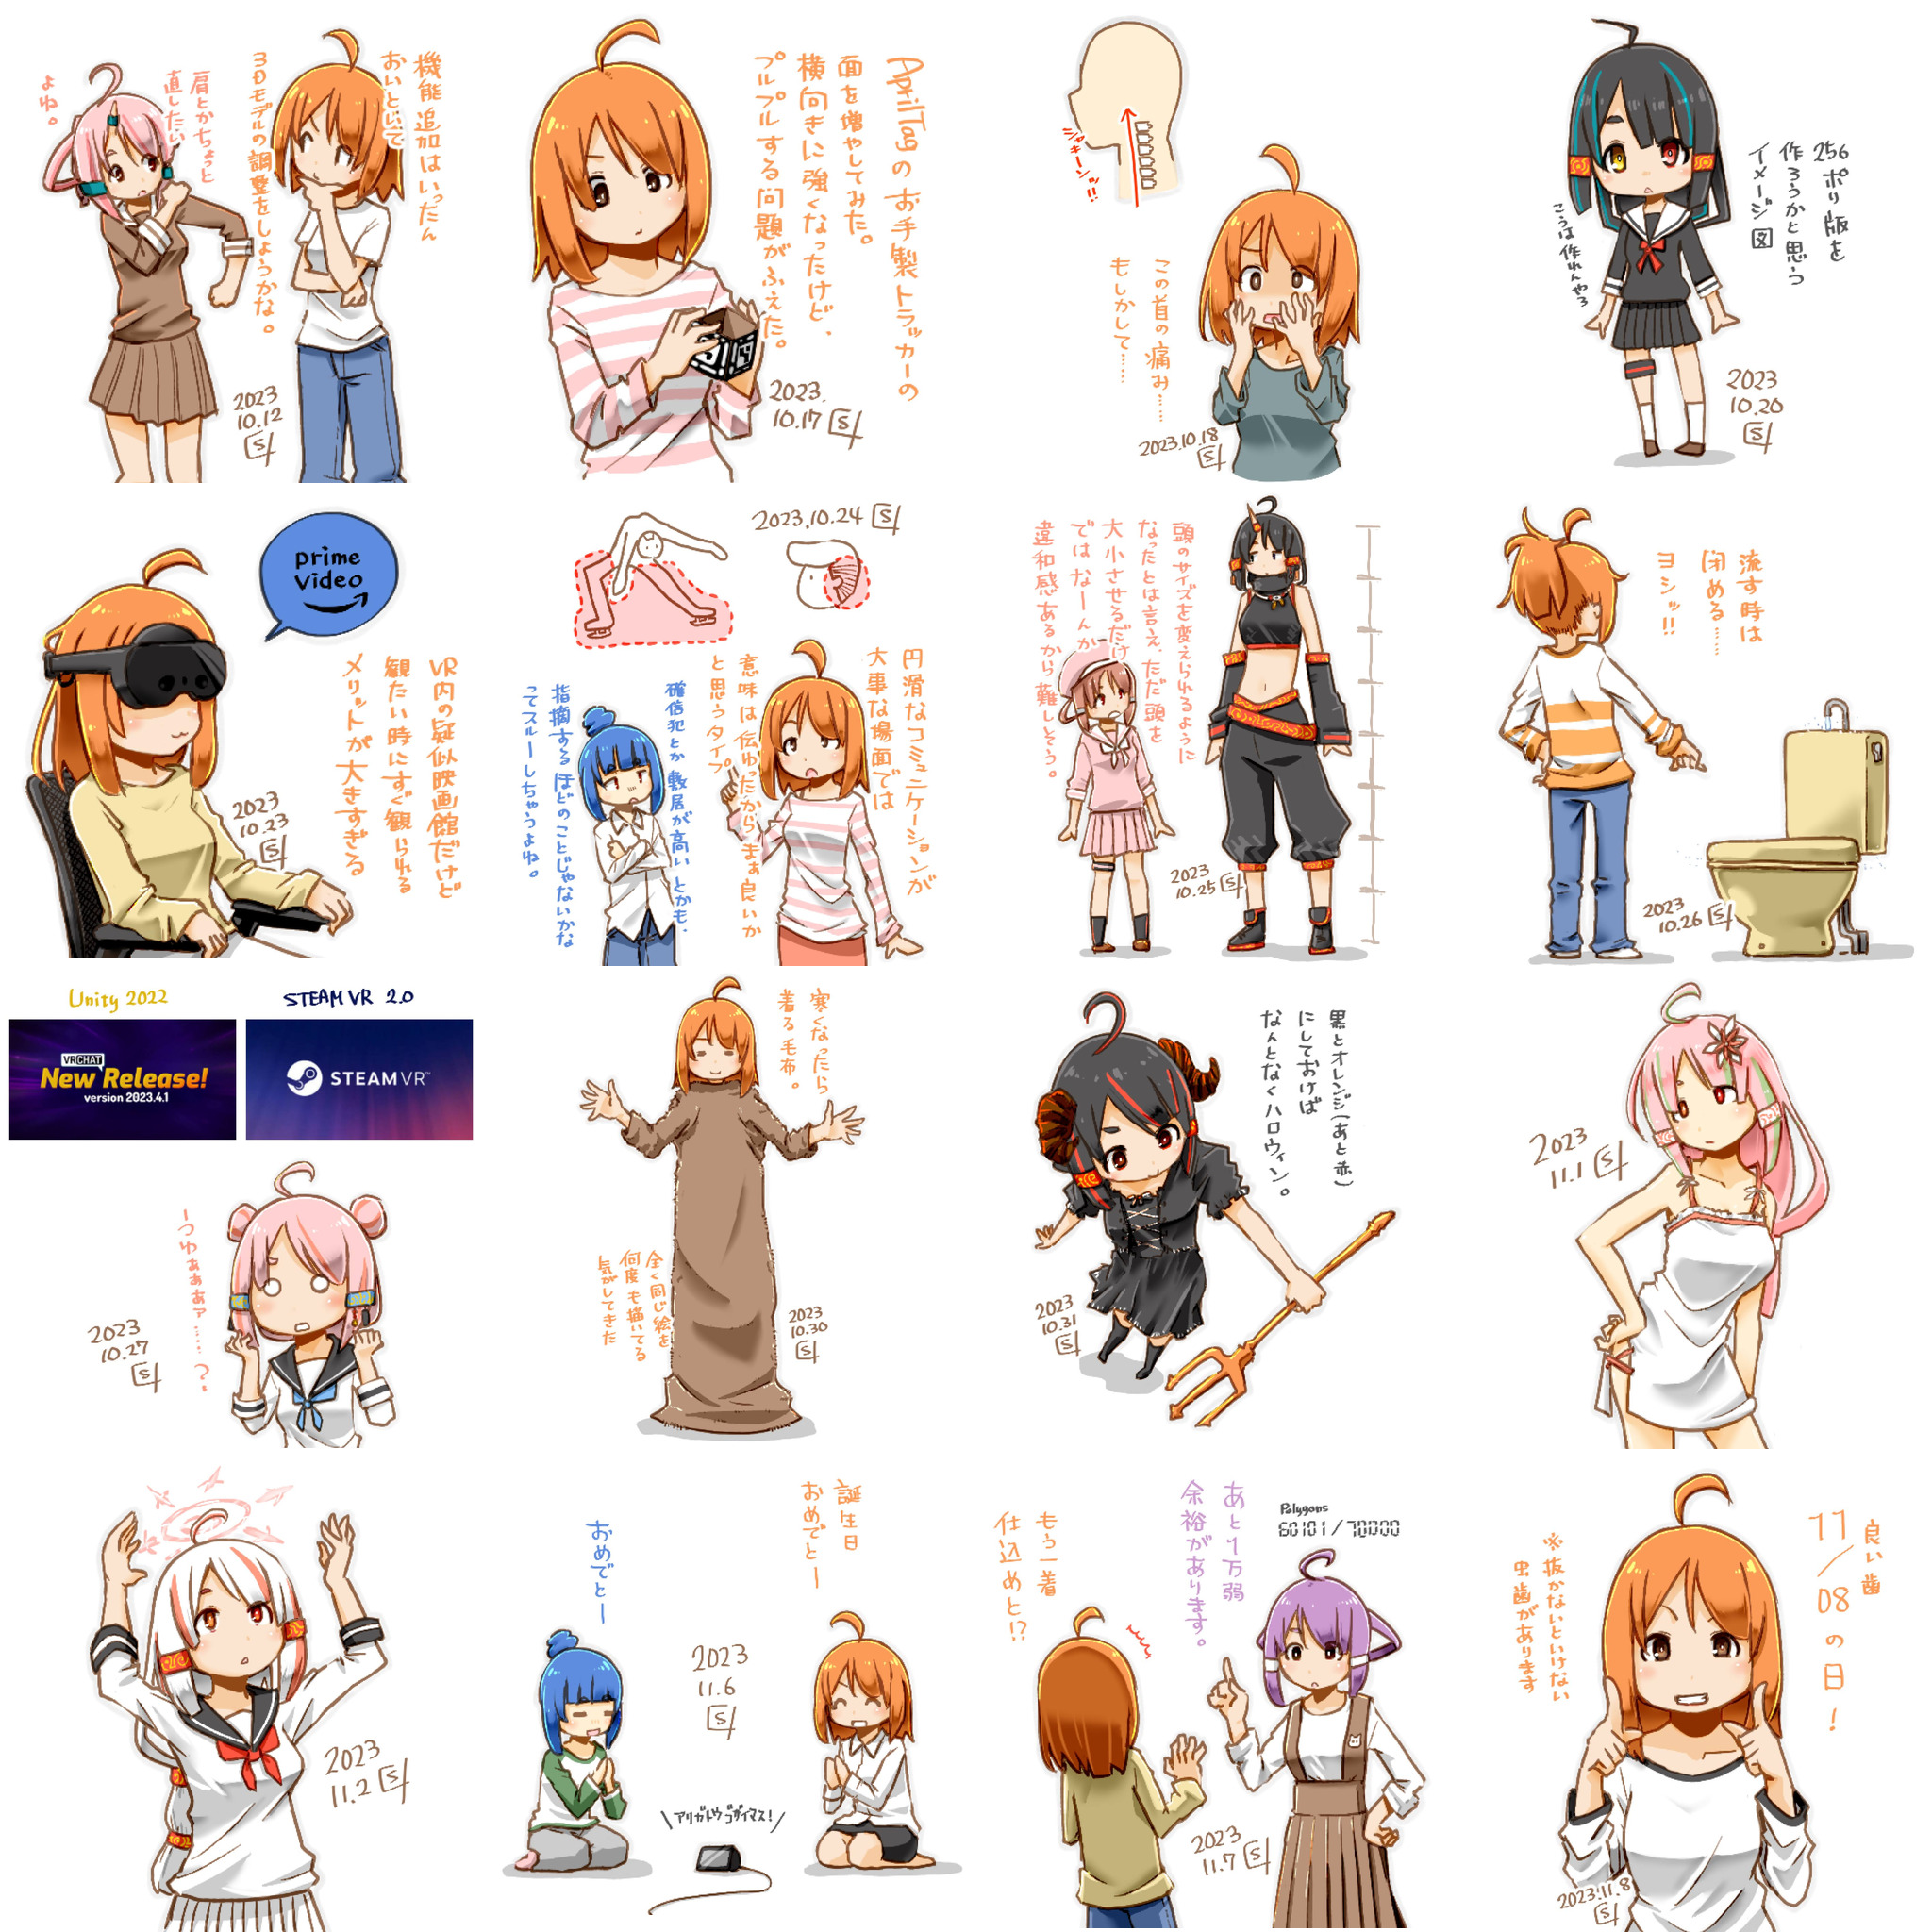 機能追加はいったん
おいといて
3Dモデルの調整をしようかな。
肩とかちょっと
直したい
よね。
2023
10.12
AprilTagのお手製トラッカーの
面を増やしてみた。
横向きに強くなったけど、
プルプルする問題がふえた。
2023.
10.17
シャキーン!!
この首の痛み……
もしかして……
2023.10.18
256ポリ版を
作ろうかと思う
イメージ図
こうは作れんやろ
2023
10.20
prime
video
VR内の疑似映画館だけど
観たい時にすぐ観られる
メリットが大きすぎる
2023
10.23
2023.10.24
円滑なコミュニケーションが
大事な場面では
意味は伝わったからまぁ良いか
と思うタイプ
確信犯とか敷居が高いとかも、
指摘するほどのことじゃないかな
ってスルーしちゃうよね。
頭のサイズを変えられるように
なったとは言え、ただ頭を
大小させるだけ
ではなーんか
違和感あるから難しそう。
2023
10.25
流す時は
閉める……
ヨシッ!!
2023
10.26
Unity 2022
STEAM VR 2.0
VRCHAT
New Release!
version 2023.4.1
STEAMVR™
2023
10.27
寒くなったら
着る毛布。
全く同じ絵を
何度も描いてる
気がしてきた
2023
10.30
黒とオレンジ(あと赤)
にしておけば
なんとなくハロウィン。
2023
10.31
2023
11.1
2023
11.2
誕生日
おめでとー
おめでとー
2023
11.6
アリガトウゴザイマス!
Polygons
60101/70000
あと1万弱
余裕があります。
もう一着
仕込めと!?
2023
11.7
良い歯
11/08の日!
※抜かないといけない
虫歯があります
2023.11.8